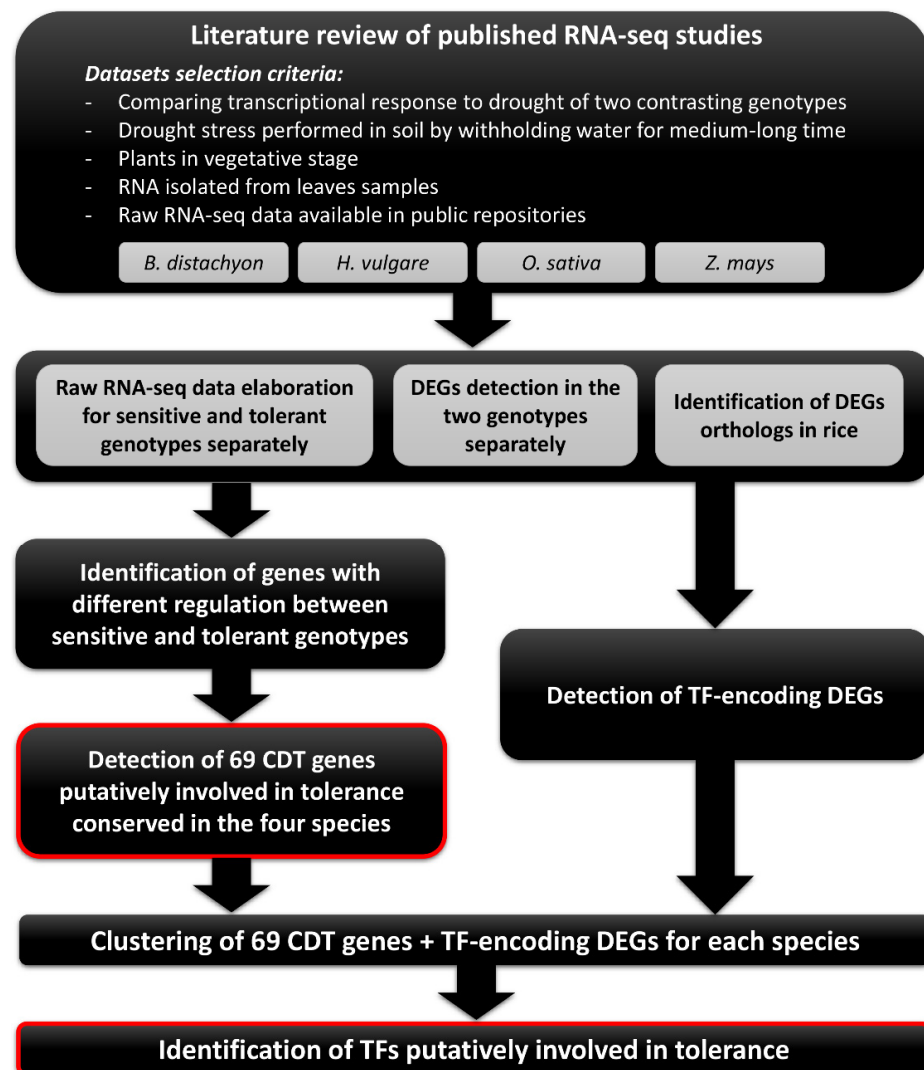 Literature review of published RNA-seq studies
Datasets selection criteria:
- Comparing transcriptional response to drought of two contrasting genotypes
- Drought stress performed in soil by withholding water for medium-long time
- Plants in vegetative stage
- RNA isolated from leaves samples
- Raw RNA-seq data available in public repositories
B. distachyon
H. vulgare
O. sativa
Z. mays
Raw RNA-seq data elaboration
for sensitive and tolerant
genotypes separately
DEGs detection in the
two genotypes
separately
Identification of DEGs
orthologs in rice
Identification of genes with
different regulation between
sensitive and tolerant genotypes
Detection of TF-encoding DEGs
Detection of 69 CDT genes
putatively involved in tolerance
conserved in the four species
Clustering of 69 CDT genes + TF-encoding DEGs for each species
Identification of TFs putatively involved in tolerance